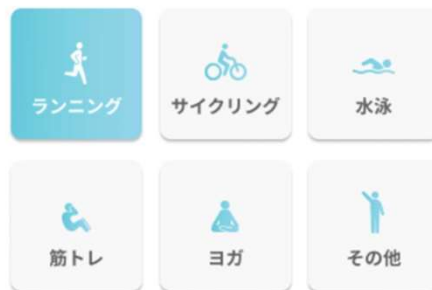 ランニング
サイクリング
水泳
筋トレ
ヨガ
その他